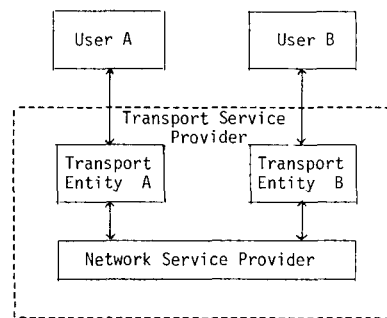 User A
User B
Transport Service
Provider
Transport
Entity A
Transport
Entity B
Network Service Provider